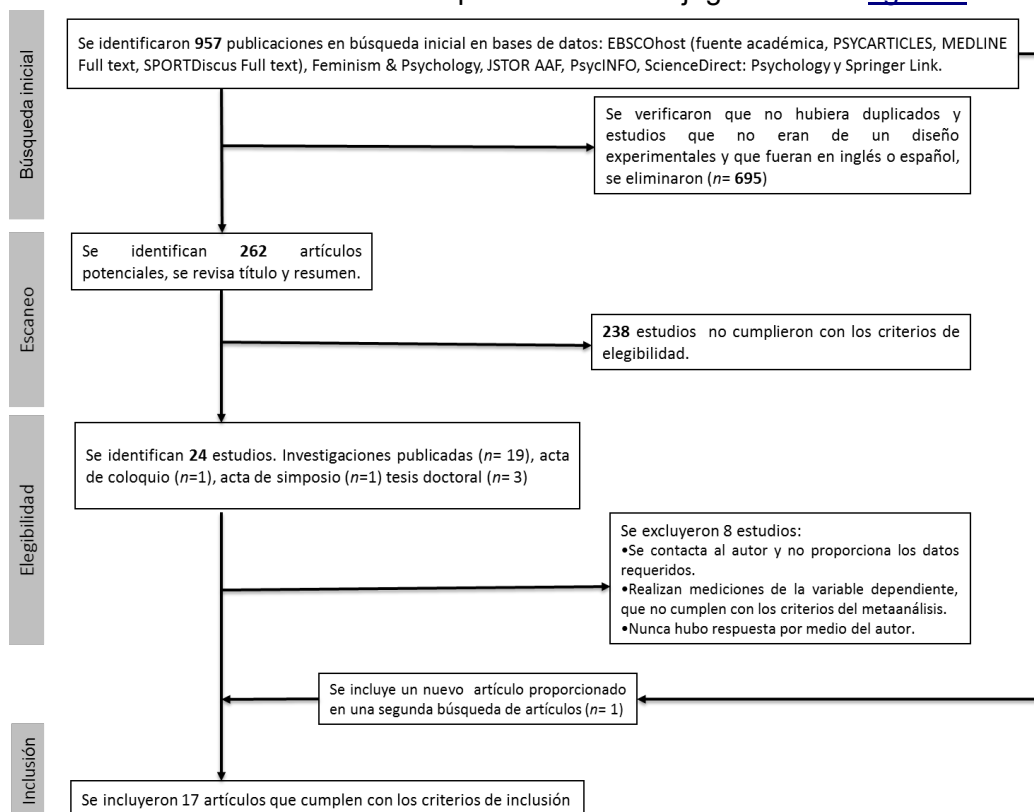 Búsqueda inicial
Se identificaron 957 publicaciones en búsqueda inicial en bases de datos: EBSCOhost (fuente académica, PSYCARTICLES, MEDLINE
Full text, SPORTDiscus Full text), Feminism & Psychology, JSTOR AAF, PsycINFO, ScienceDirect: Psychology y Springer Link.
Se verificaron que no hubiera duplicados y
estudios que no eran de un diseño
experimentales y que fueran en inglés o español,
se eliminaron (n= 695)
Escaneo
Se identifican 262 artículos
potenciales, se revisa título y resumen.
238 estudios no cumplieron con los criterios de
elegibilidad.
Elegibilidad
Se identifican 24 estudios. Investigaciones publicadas (n= 19), acta
de coloquio (n=1), acta de simposio (n=1) tesis doctoral (n= 3)
Se excluyeron 8 estudios:
•Se contacta al autor y no proporciona los datos
requeridos.
•Realizan mediciones de la variable dependiente,
que no cumplen con los criterios del metaanálisis.
•Nunca hubo respuesta por medio del autor.
Se incluye un nuevo artículo proporcionado
en una segunda búsqueda de artículos (n= 1)
Inclusión
Se incluyeron 17 artículos que cumplen con los criterios de inclusión